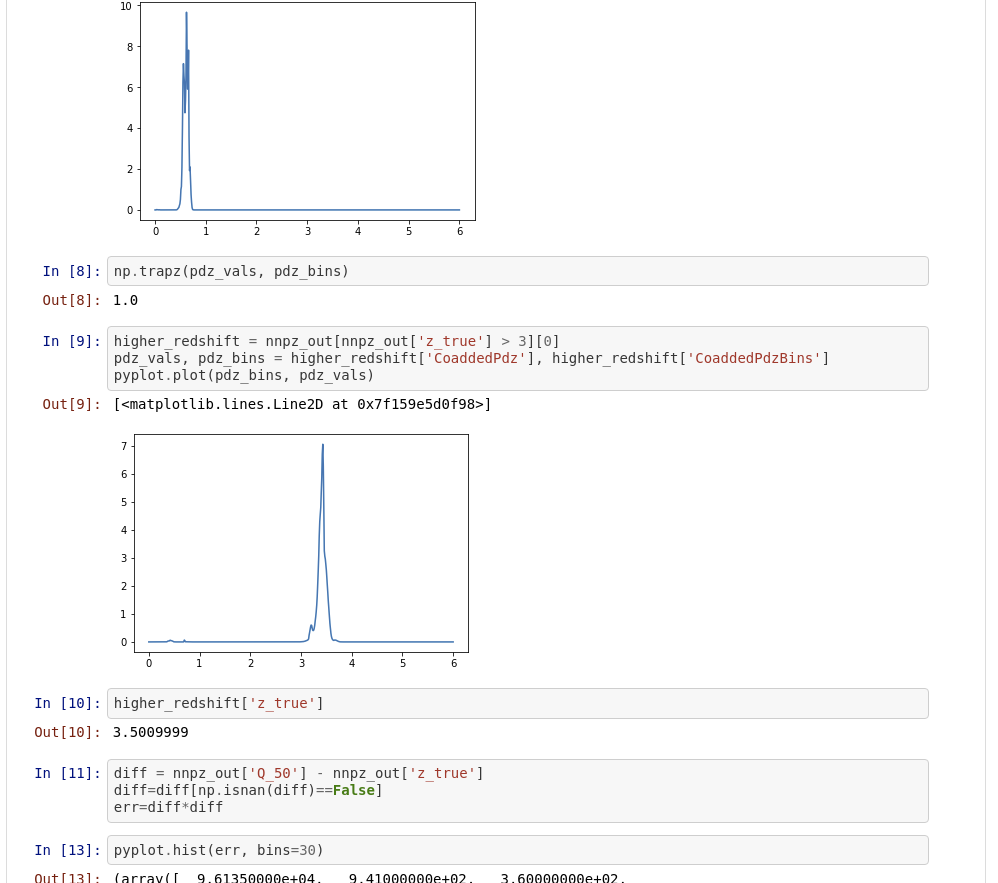 10
8
6
4
2
0
0 1 2 3 4 5 6
In [8]: np.trapz(pdz_vals, pdz_bins)
Out[8]: 1.0
In [9]: higher_redshift = nnpz_out[nnpz_out['z_true'] > 3][0]
pdz_vals, pdz_bins = higher_redshift['CoaddedPdz'], higher_redshift['CoaddedPdzBins']
pyplot.plot(pdz_bins, pdz_vals)
Out[9]: [<matplotlib.lines.Line2D at 0x7f159e5d0f98>]
7
6
5
4
3
2
1
0
0 1 2 3 4 5 6
In [10]: higher_redshift['z_true']
Out[10]: 3.5009999
In [11]: diff = nnpz_out['Q_50'] - nnpz_out['z_true']
diff=diff[np.isnan(diff)==False]
err=diff*diff
In [13]: pyplot.hist(err, bins=30)
Out[13]: (array([ 9.61350000e+04, 9.41000000e+02, 3.60000000e+02,